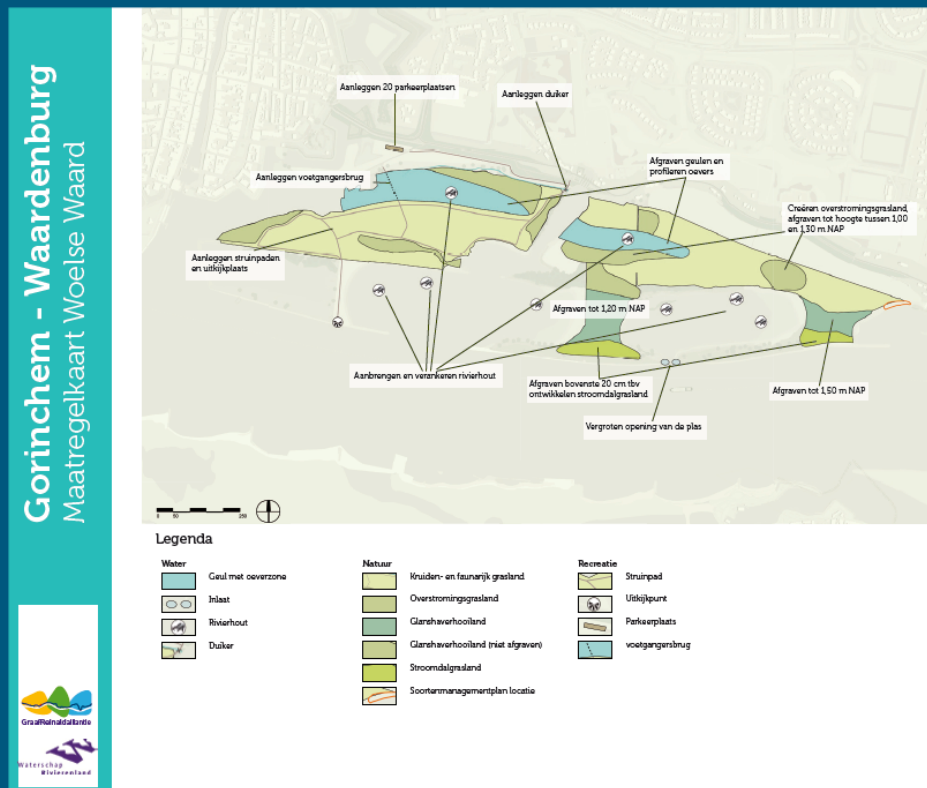 Gorinchem - Waardenburg
Maatregelkaart Woelse Waard
Aanleggen 20 parkeerplaatsen
Aanleggen duiker
Aanleggen voetgangersbrug
Afgraven geulen en
profileren oevers
Creëren overstromingsgrasland,
afgraven tot hoogte tussen 1,00
en 1,30 m NAP
Aanleggen struinpaden
en uitkijkplaats
Afgraven tot 1,20 m NAP
Aanbrengen en verankeren rivierhout
Afgraven bovenste 20 cm tbv
ontwikkelen stroomdalgrasland
Afgraven tot 1,50 m NAP
Vergroten opening van de plas
0 50 250
Legenda
Water
Geul met oeverzone
Inlaat
Rivierhout
Duiker
Natuur
Kruiden- en faunarijk grasland
Overstromingsgrasland
Glanshaverhooiland
Glanshaverhooiland (niet afgraven)
Stroomdalgrasland
Soortenmanagementplan locatie
Recreatie
Struinpad
Uitkijkpunt
Parkeerplaats
voetgangersbrug
GraafReinaldalliantie
Waterschap
Rivierenland